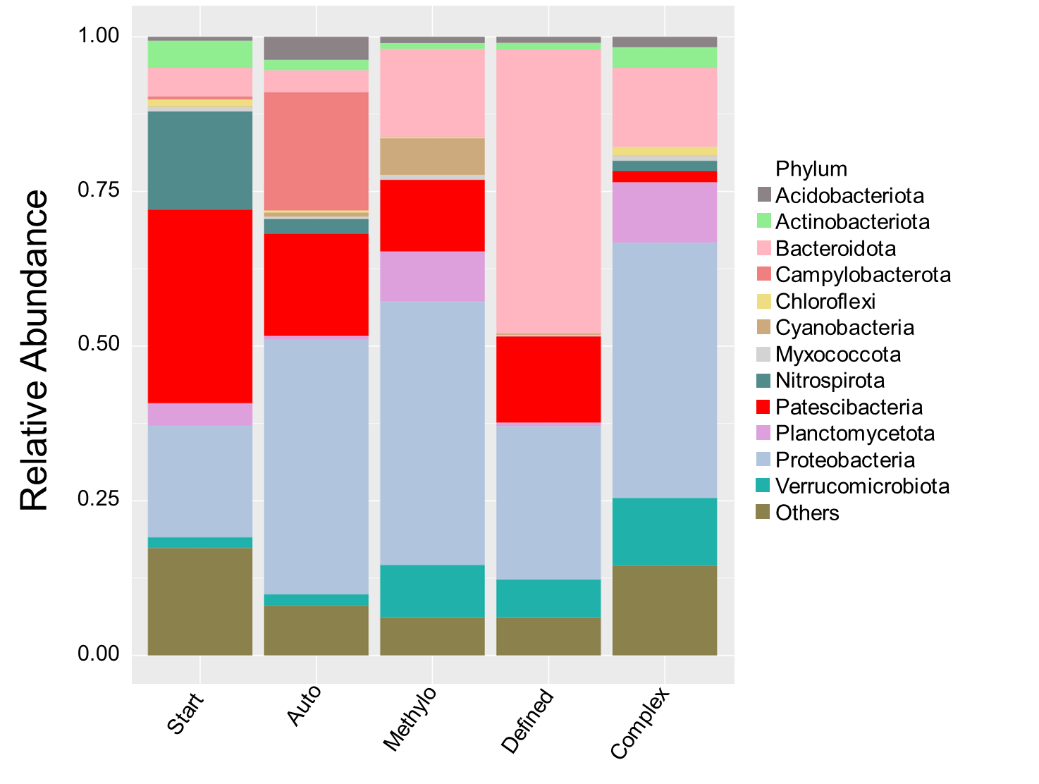 Relative Abundance
1.00
0.75
0.50
0.25
0.00
Start
Auto
Methylo
Defined
Complex
Phylum
Acidobacteriota
Actinobacteriota
Bacteroidota
Campylobacterota
Chloroflexi
Cyanobacteria
Myxococcota
Nitrospirota
Patescibacteria
Planctomycetota
Proteobacteria
Verrucomicrobiota
Others